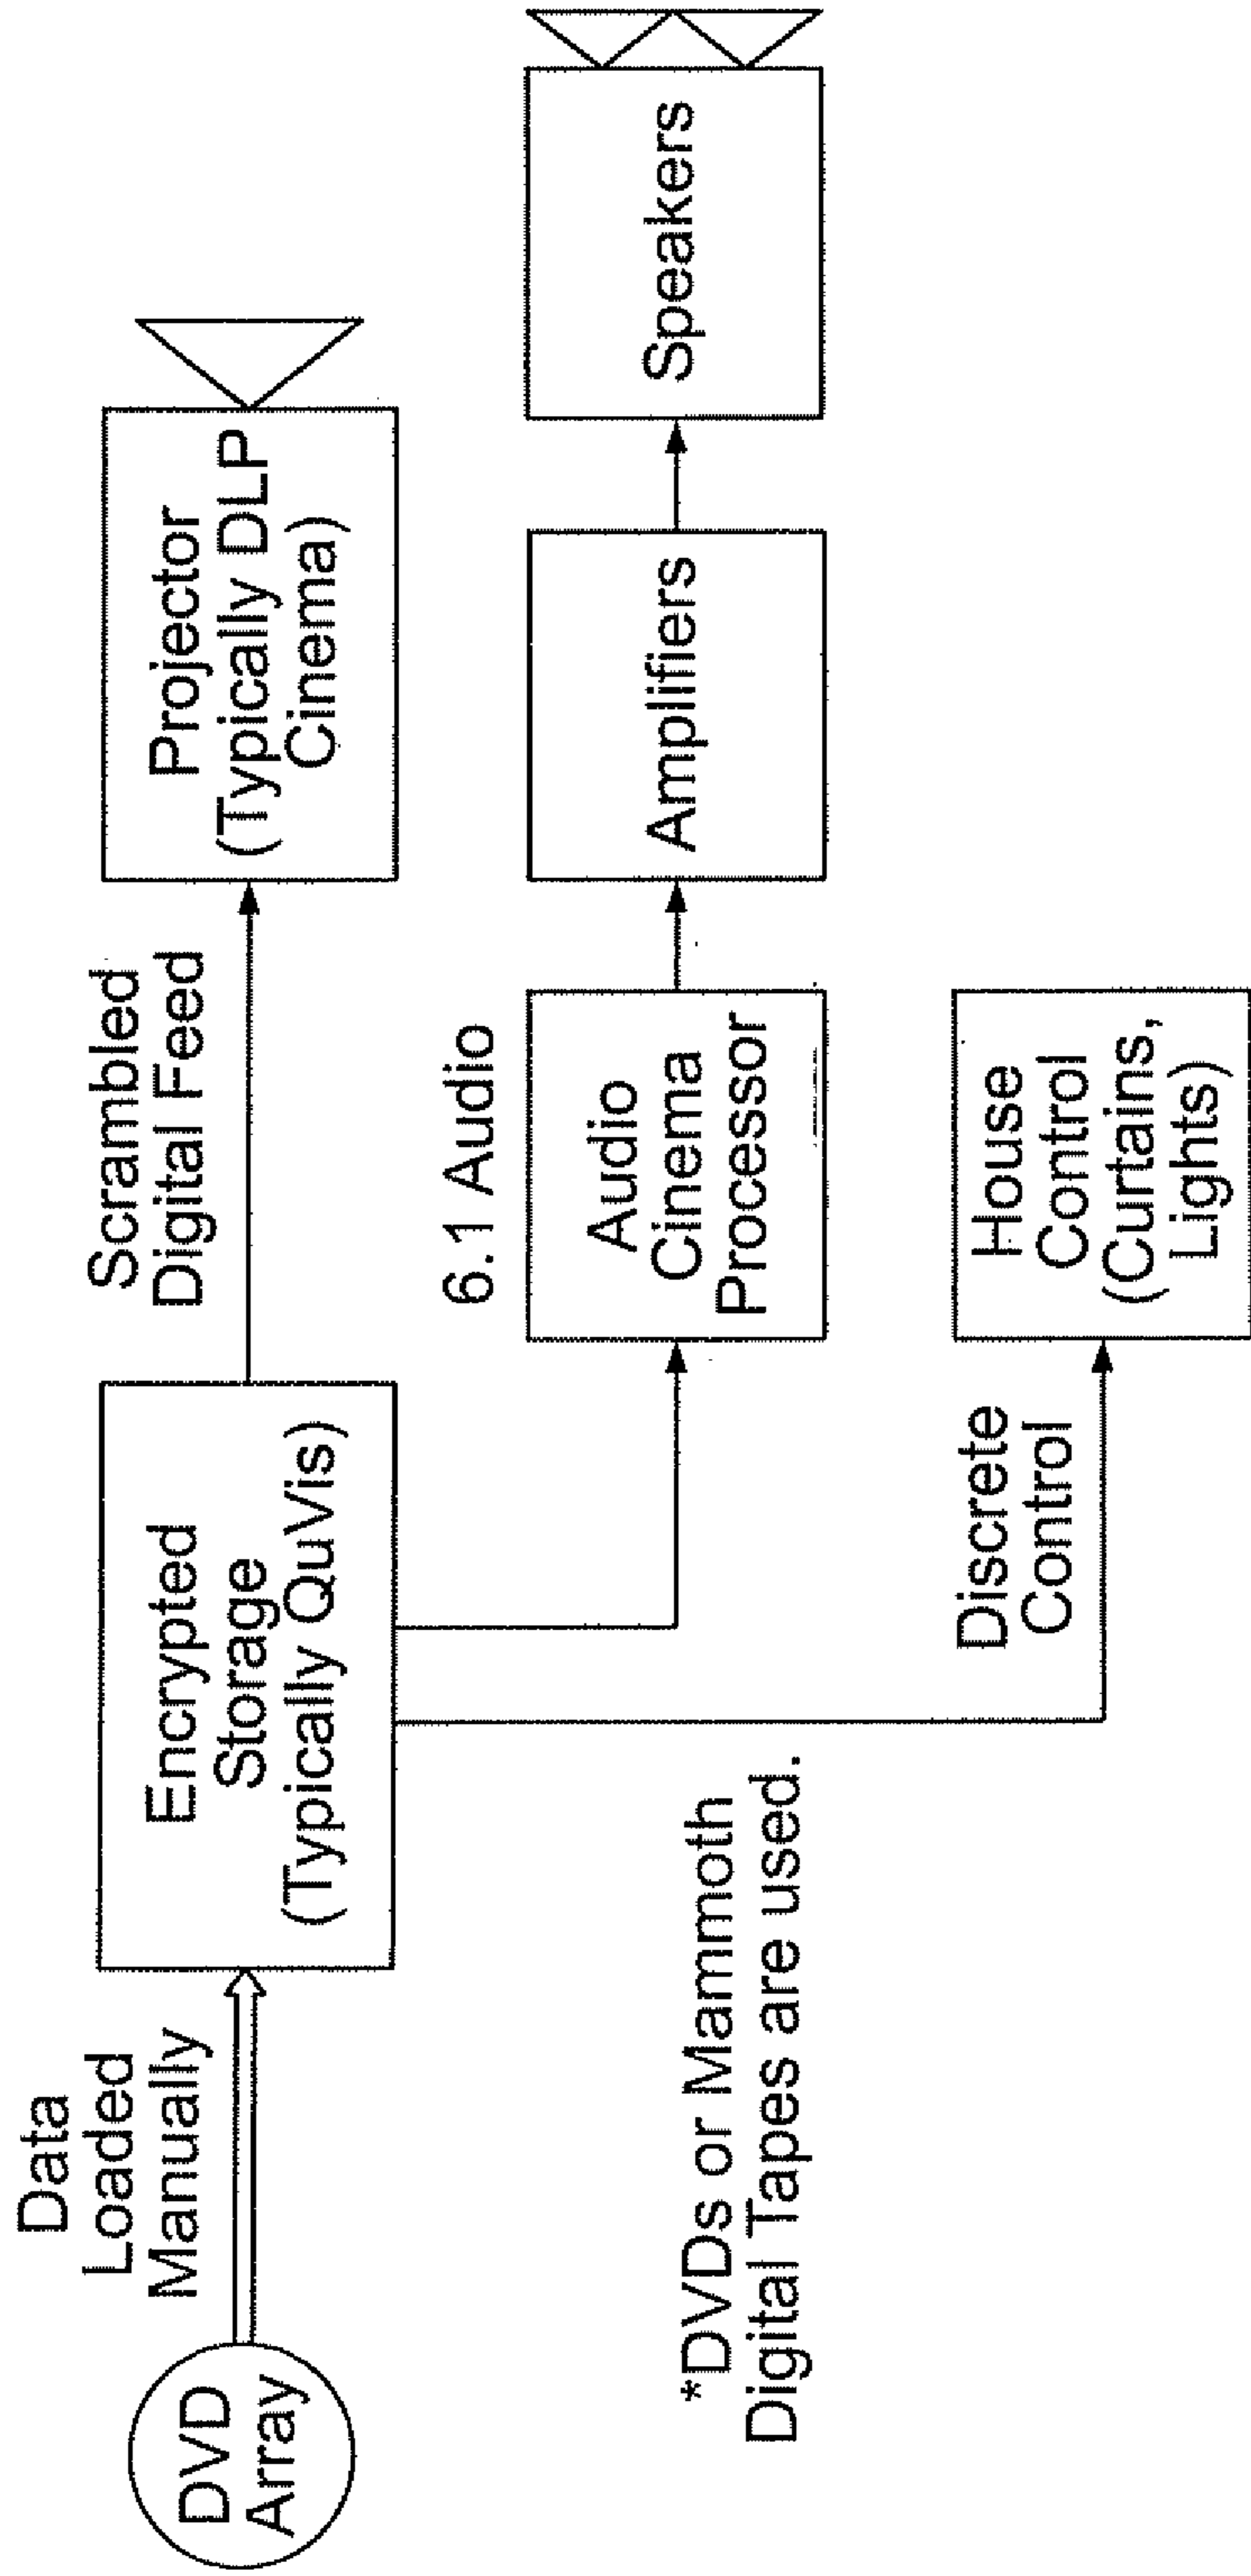 DVD
Array
Data
Loaded
Manually
Encrypted
Storage
(Typically QuVis)
Scrambled
Digital Feed
Projector
(Typically DLP
Cinema)
6.1 Audio
Audio
Cinema
Processor
Amplifiers
Speakers
Discrete
Control
House
Control
(Curtains,
Lights)
*DVDs or Mammoth
Digital Tapes are used.